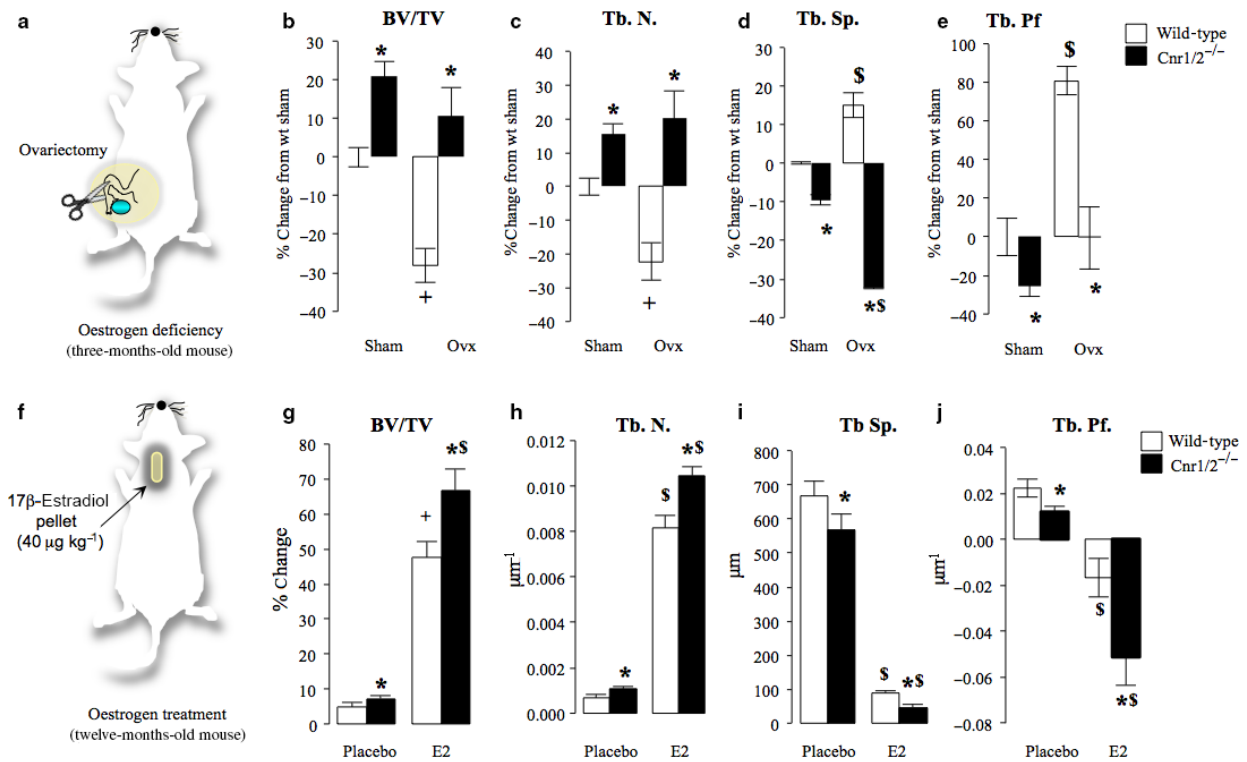 a
Ovariectomy
Oestrogen deficiency
(three-months-old mouse)
b
BV/TV
% Change from wt sham
30
20
10
0
−10
−20
−30
−40
*
*
+
Sham Ovx
c
Tb. N.
%Change from wt sham
40
30
20
10
0
−10
−20
−30
−40
*
*
+
Sham Ovx
d
Tb. Sp.
% Change from wt sham
30
20
10
0
−10
−20
−30
−40
$
*
*$
Sham Ovx
e
Tb. Pf
% Change from wt sham
100
80
60
40
20
0
−20
−40
$
*
*
Sham Ovx
Wild-type
Cnr1/2−/−
f
17β-Estradiol
pellet
(40 μg kg−1)
Oestrogen treatment
(twelve-months-old mouse)
g
BV/TV
% Change
80
70
60
50
40
30
20
10
0
*
+
*$
Placebo E2
h
Tb. N.
μm−1
0.012
0.010
0.008
0.006
0.004
0.002
0.000
*
$
*$
Placebo E2
i
Tb Sp.
μm
800
700
600
500
400
300
200
100
0
*
$
*$
Placebo E2
j
Tb. Pf.
μm−1
0.04
0.02
0.00
−0.02
−0.04
−0.06
−0.08
*
$
*$
Placebo E2
Wild-type
Cnr1/2−/−